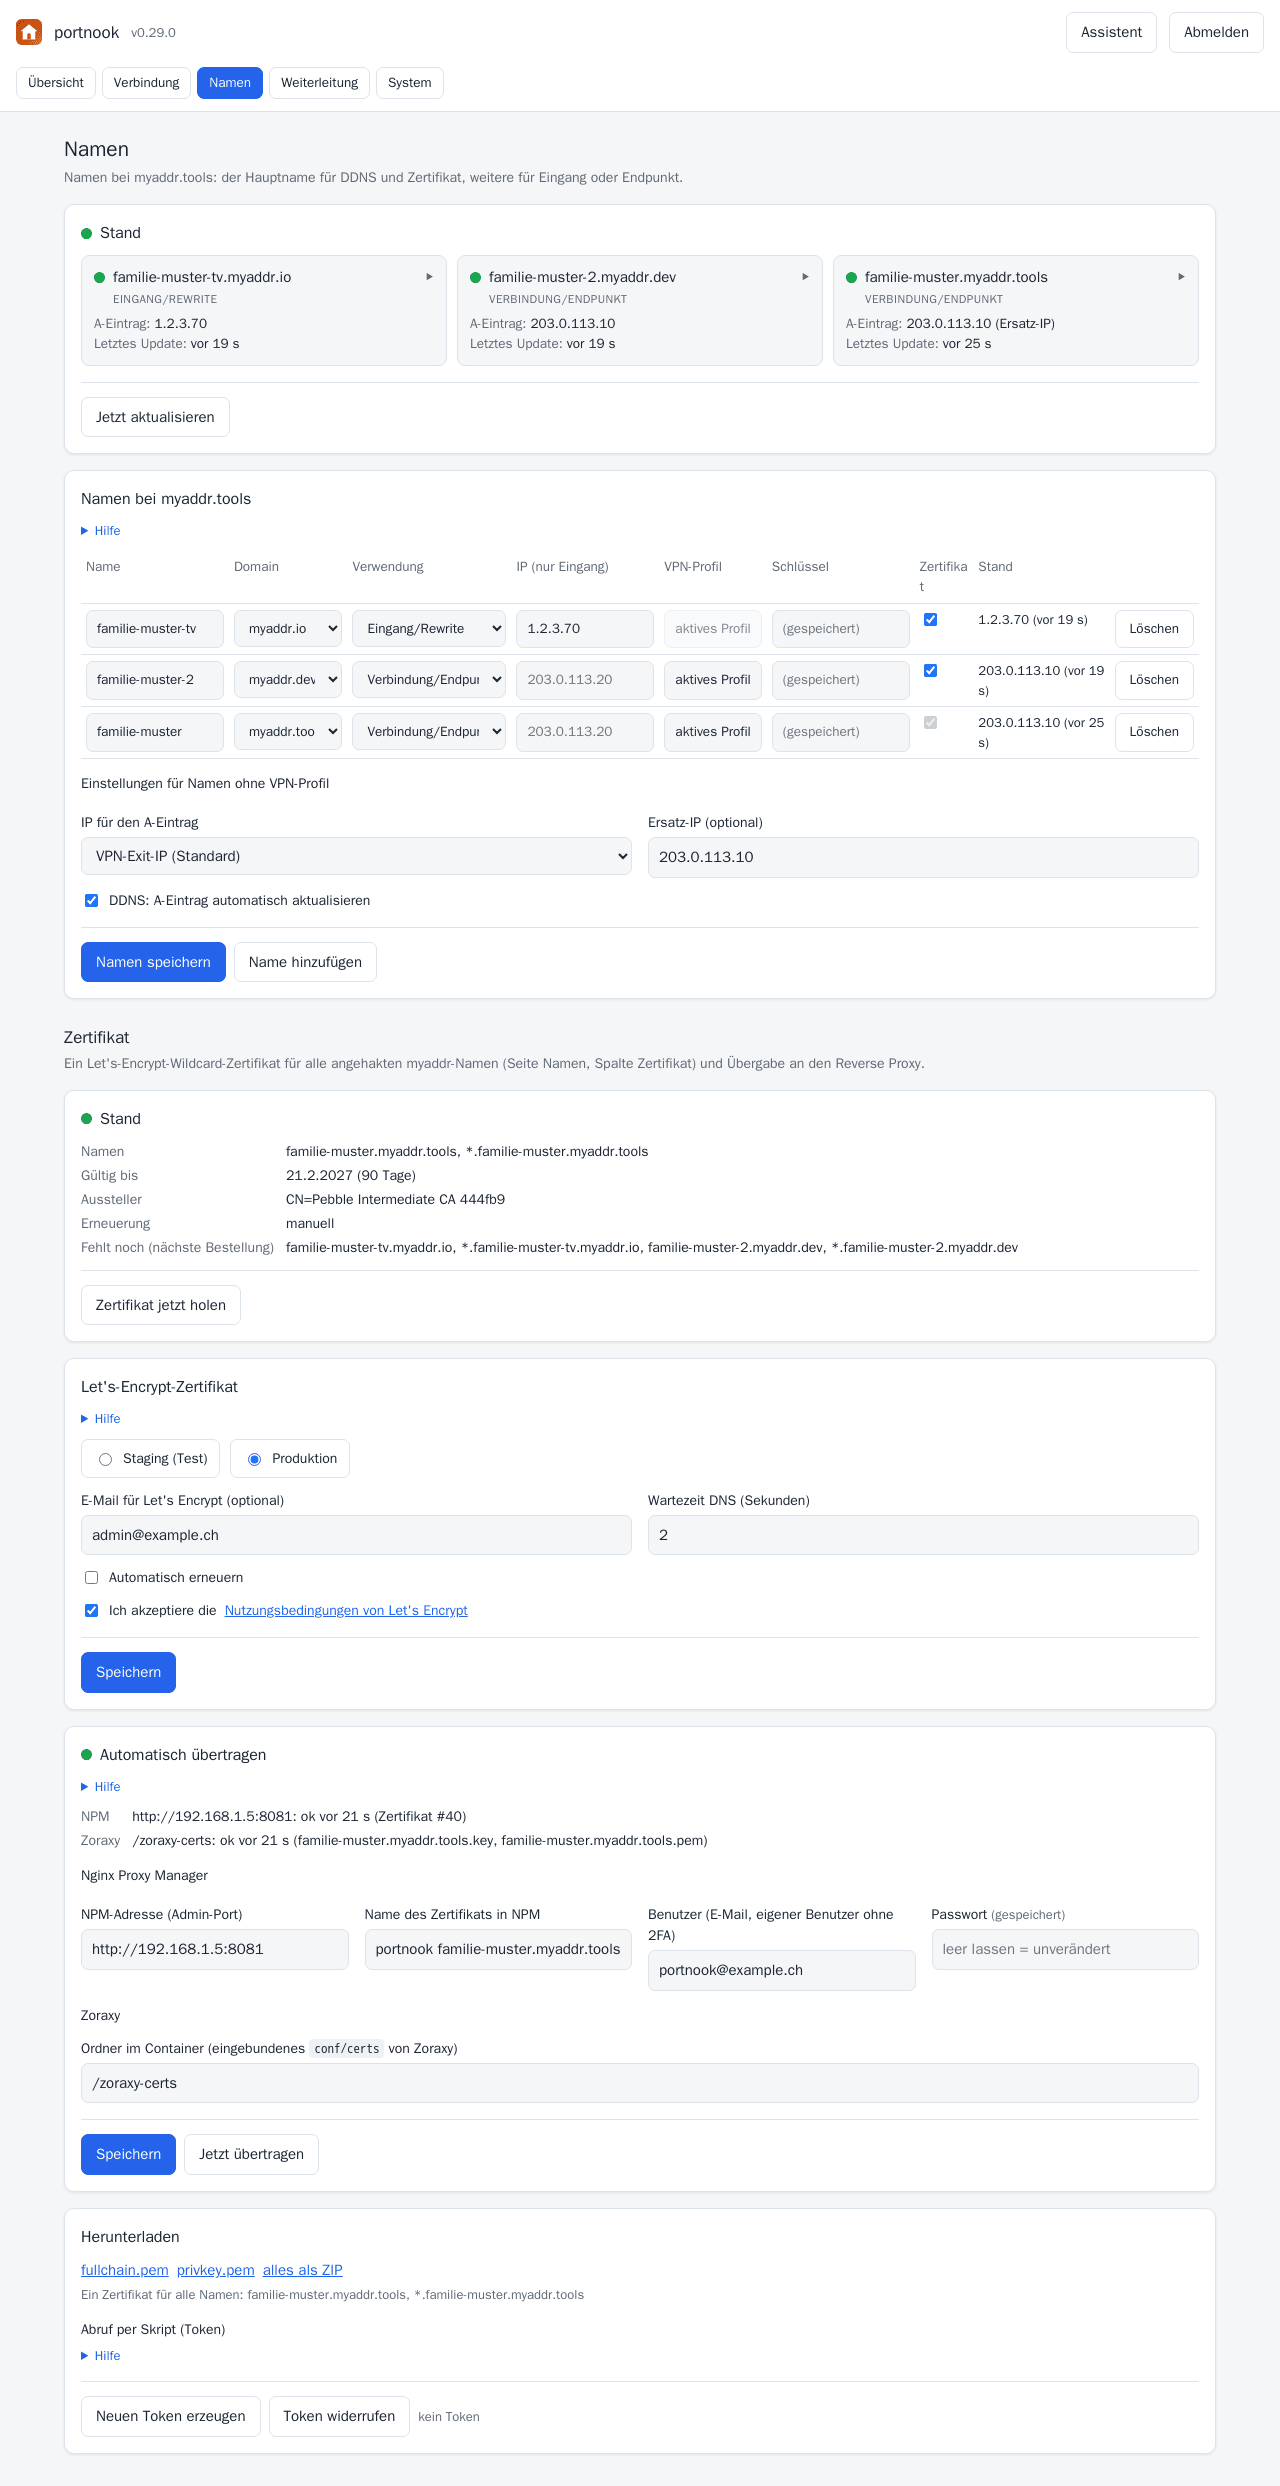 portnook v0.29.0 Assistent Abmelden
Übersicht Verbindung Namen Weiterleitung System
Namen
Namen bei myaddr.tools: der Hauptname für DDNS und Zertifikat, weitere für Eingang oder Endpunkt.
Stand
familie-muster-tv.myaddr.io
EINGANG/REWRITE
A-Eintrag: 1.2.3.70
Letztes Update: vor 19 s
familie-muster-2.myaddr.dev
VERBINDUNG/ENDPUNKT
A-Eintrag: 203.0.113.10
Letztes Update: vor 19 s
familie-muster.myaddr.tools
VERBINDUNG/ENDPUNKT
A-Eintrag: 203.0.113.10 (Ersatz-IP)
Letztes Update: vor 25 s
Jetzt aktualisieren
Namen bei myaddr.tools
Hilfe
Name Domain Verwendung IP (nur Eingang) VPN-Profil Schlüssel Zertifika
t Stand
familie-muster-tv myaddr.io Eingang/Rewrite 1.2.3.70 aktives Profil (gespeichert) 1.2.3.70 (vor 19 s) Löschen
familie-muster-2 myaddr.dev Verbindung/Endpur 203.0.113.20 aktives Profil (gespeichert) 203.0.113.10 (vor 19
s) Löschen
familie-muster myaddr.too Verbindung/Endpur 203.0.113.20 aktives Profil (gespeichert) 203.0.113.10 (vor 25
s) Löschen
Einstellungen für Namen ohne VPN-Profil
IP für den A-Eintrag Ersatz-IP (optional)
VPN-Exit-IP (Standard) 203.0.113.10
DDNS: A-Eintrag automatisch aktualisieren
Namen speichern Name hinzufügen
Zertifikat
Ein Let's-Encrypt-Wildcard-Zertifikat für alle angehakten myaddr-Namen (Seite Namen, Spalte Zertifikat) und Übergabe an den Reverse Proxy.
Stand
Namen familie-muster.myaddr.tools, *.familie-muster.myaddr.tools
Gültig bis 21.2.2027 (90 Tage)
Aussteller CN=Pebble Intermediate CA 444fb9
Erneuerung manuell
Fehlt noch (nächste Bestellung) familie-muster-tv.myaddr.io, *.familie-muster-tv.myaddr.io, familie-muster-2.myaddr.dev, *.familie-muster-2.myaddr.dev
Zertifikat jetzt holen
Let's-Encrypt-Zertifikat
Hilfe
Staging (Test) Produktion
E-Mail für Let's Encrypt (optional) Wartezeit DNS (Sekunden)
admin@example.ch 2
Automatisch erneuern
Ich akzeptiere die Nutzungsbedingungen von Let's Encrypt
Speichern
Automatisch übertragen
Hilfe
NPM http://192.168.1.5:8081: ok vor 21 s (Zertifikat #40)
Zoraxy /zoraxy-certs: ok vor 21 s (familie-muster.myaddr.tools.key, familie-muster.myaddr.tools.pem)
Nginx Proxy Manager
NPM-Adresse (Admin-Port) Name des Zertifikats in NPM Benutzer (E-Mail, eigener Benutzer ohne
2FA) Passwort (gespeichert)
http://192.168.1.5:8081 portnook familie-muster.myaddr.tools portnook@example.ch leer lassen = unverändert
Zoraxy
Ordner im Container (eingebundenes conf/certs von Zoraxy)
/zoraxy-certs
Speichern Jetzt übertragen
Herunterladen
fullchain.pem privkey.pem alles als ZIP
Ein Zertifikat für alle Namen: familie-muster.myaddr.tools, *.familie-muster.myaddr.tools
Abruf per Skript (Token)
Hilfe
Neuen Token erzeugen Token widerrufen kein Token